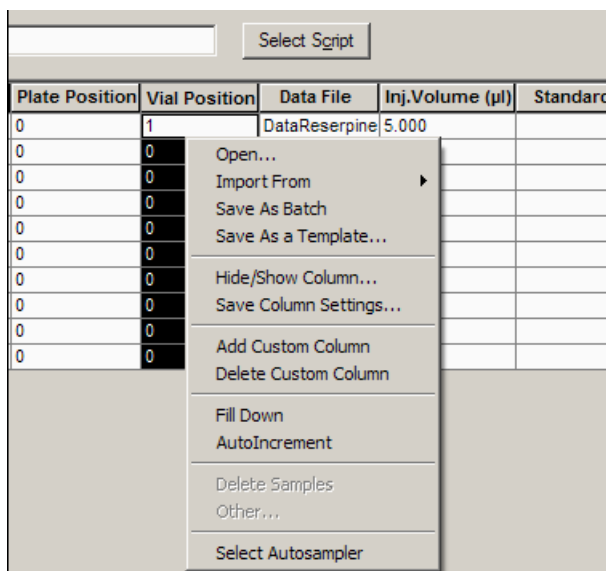 Select Script
Plate Position Vial Position Data File Inj.Volume (µl) Standard
0 1 DataReserpine 5.000
0 0
0 0
0 0
0 0
0 0
0 0
0 0
0 0
0 0
Open...
Import From
Save As Batch
Save As a Template...
Hide/Show Column...
Save Column Settings...
Add Custom Column
Delete Custom Column
Fill Down
AutoIncrement
Delete Samples
Other...
Select Autosampler